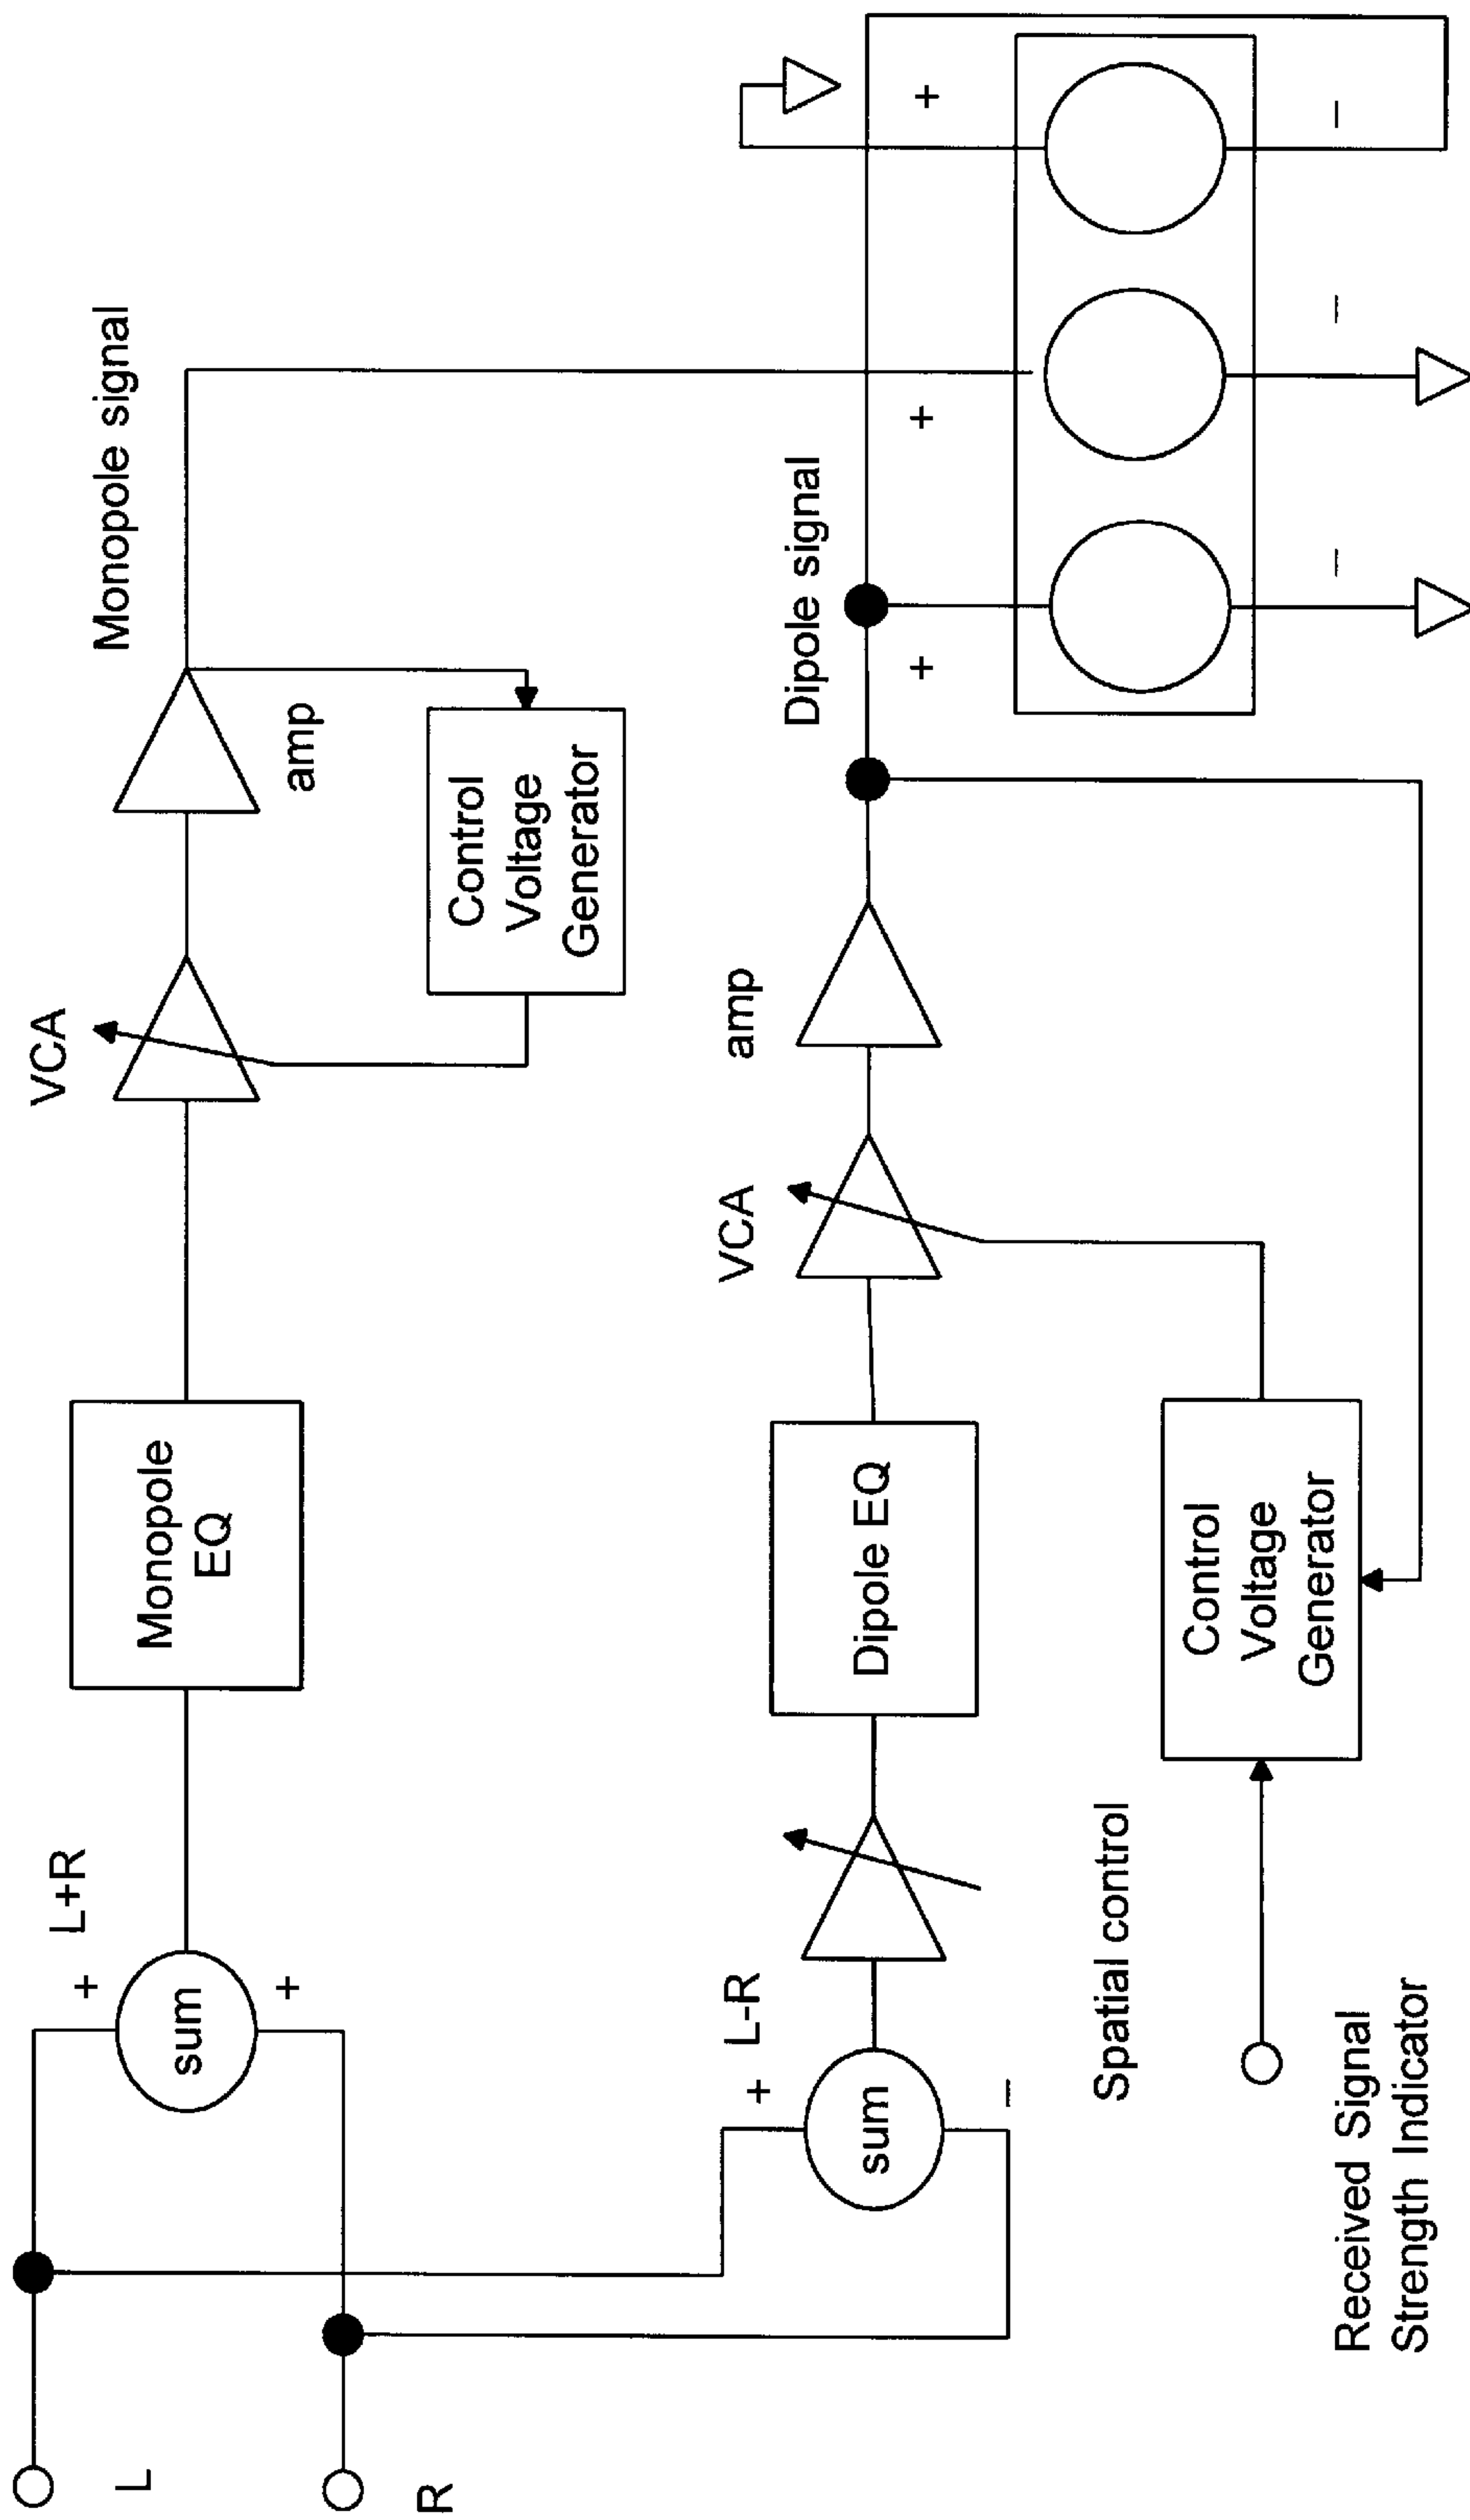 L
R
+
sum
+
L+R
Monopole
EQ
VCA
amp
Control
Voltage
Generator
Monopole signal
+
sum
−
L-R
Spatial control
Dipole EQ
VCA
amp
Dipole signal
Received Signal
Strength Indicator
Control
Voltage
Generator
+
+
+
−
−
−